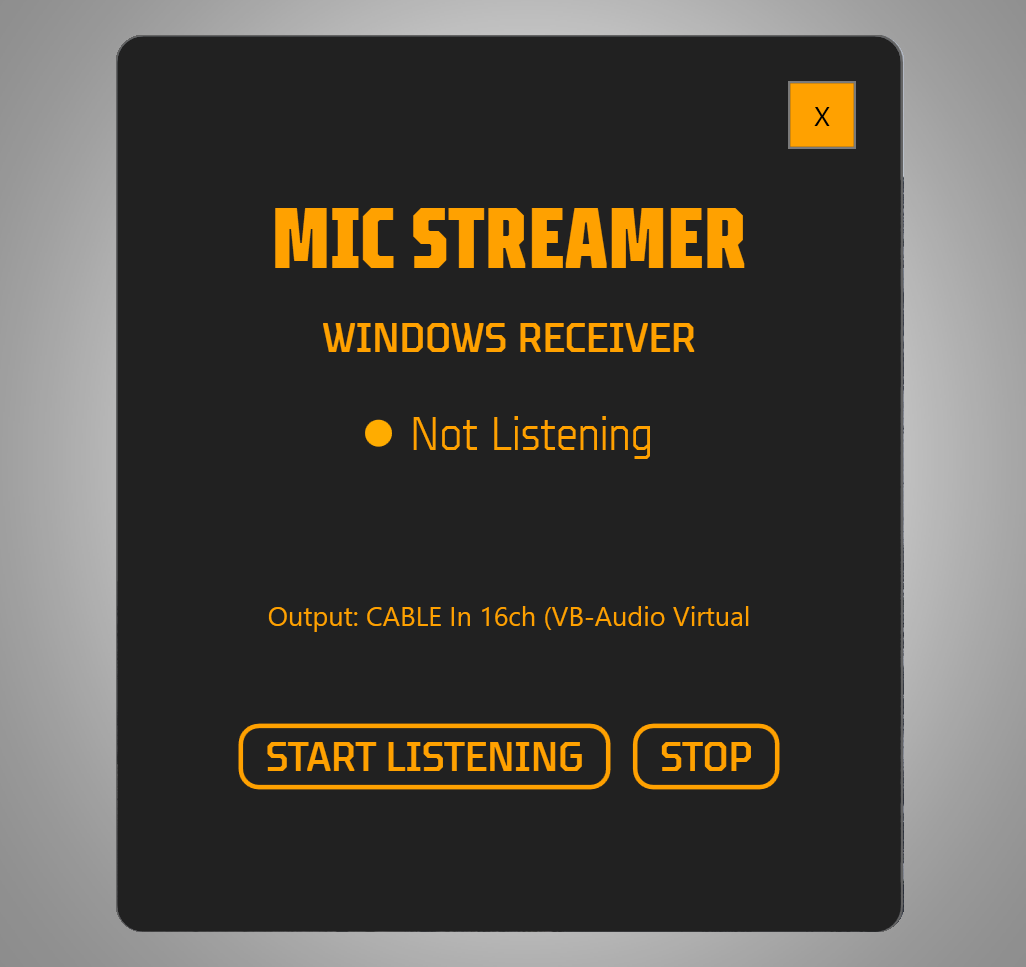 X
MIC STREAMER
WINDOWS RECEIVER
Not Listening
Output: CABLE In 16ch (VB-Audio Virtual
START LISTENING STOP